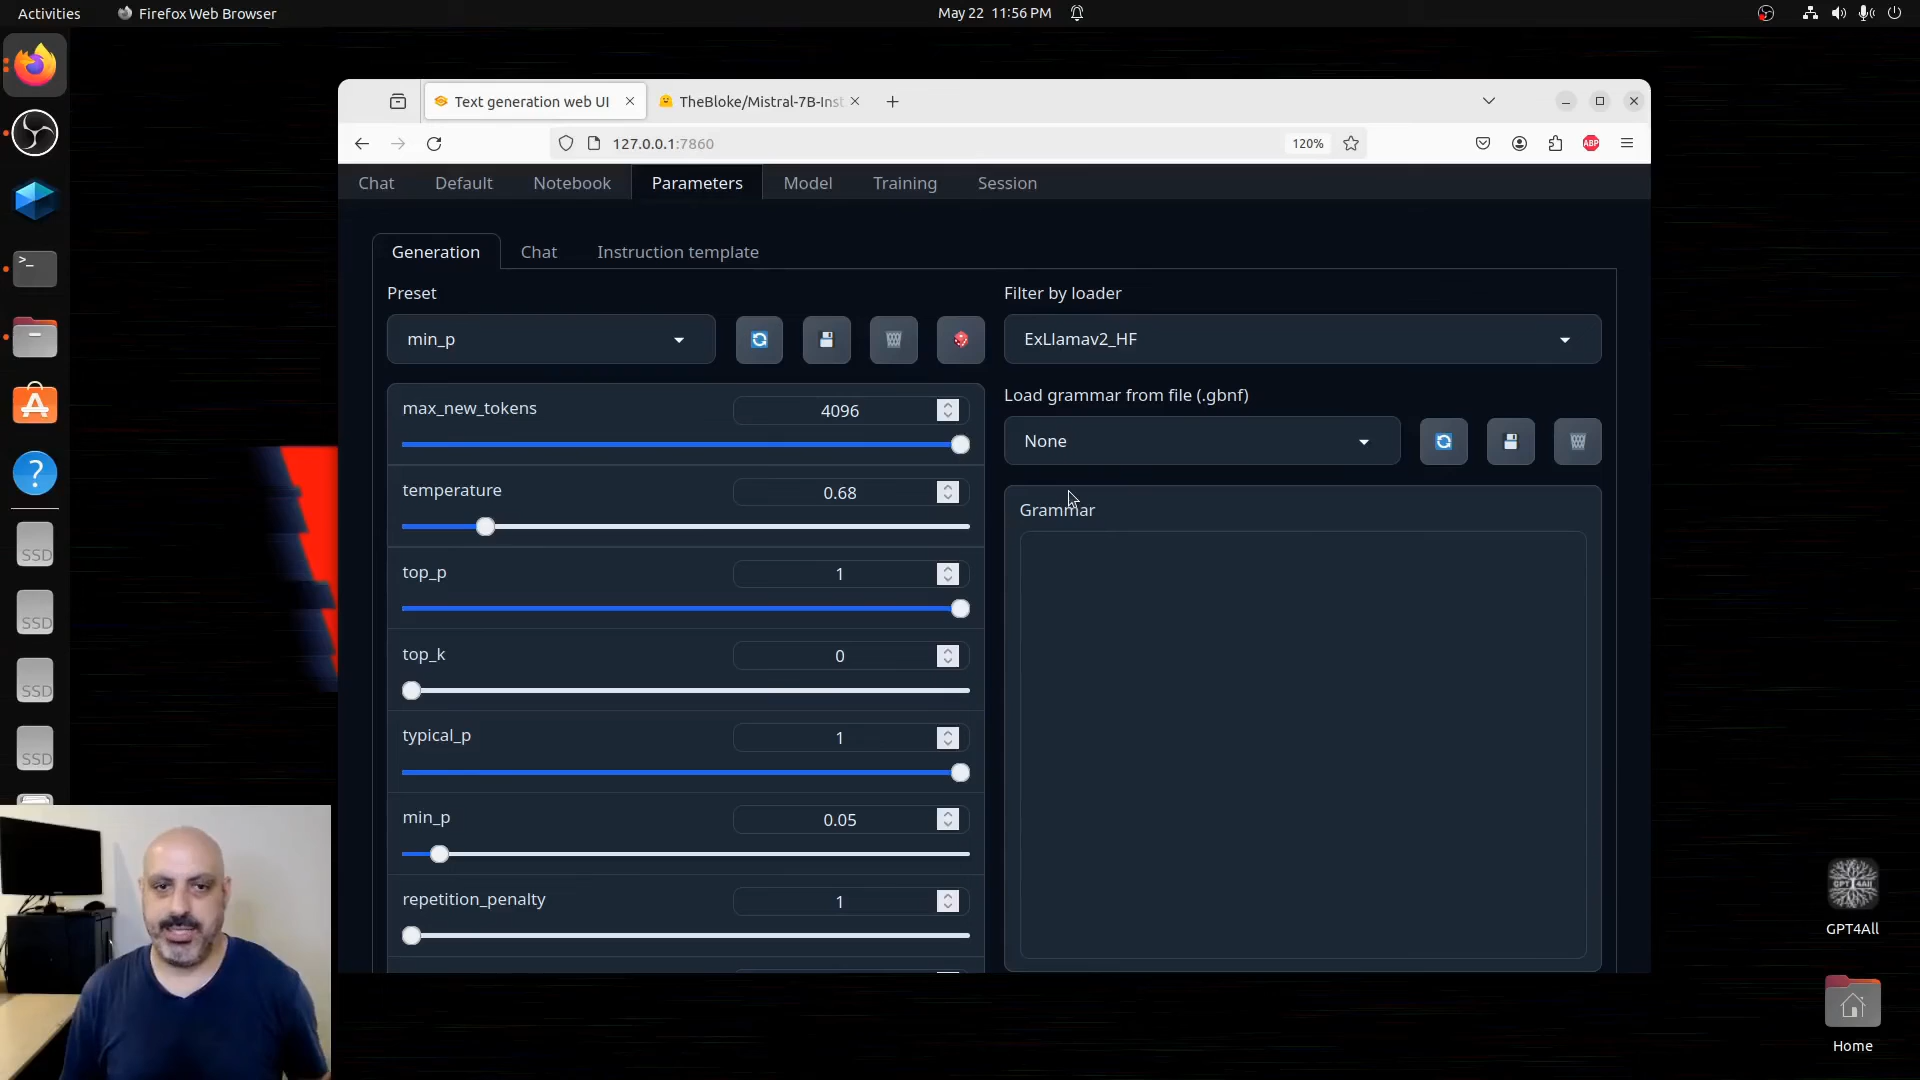 Activities
Firefox Web Browser
May 22 11:56 PM
Text generation web UI
TheBloke/Mistral-7B-Inst
127.0.0.1:7860
120%
ABP
Chat
Default
Notebook
Parameters
Model
Training
Session
Generation
Chat
Instruction template
Preset
Filter by loader
min_p
ExLlamav2_HF
Load grammar from file (.gbnf)
None
max_new_tokens
4096
temperature
0.68
Grammar
top_p
1
top_k
0
typical_p
1
min_p
0.05
repetition_penalty
1
SSD
SSD
SSD
SSD
GPT4All
GPT4All
Home